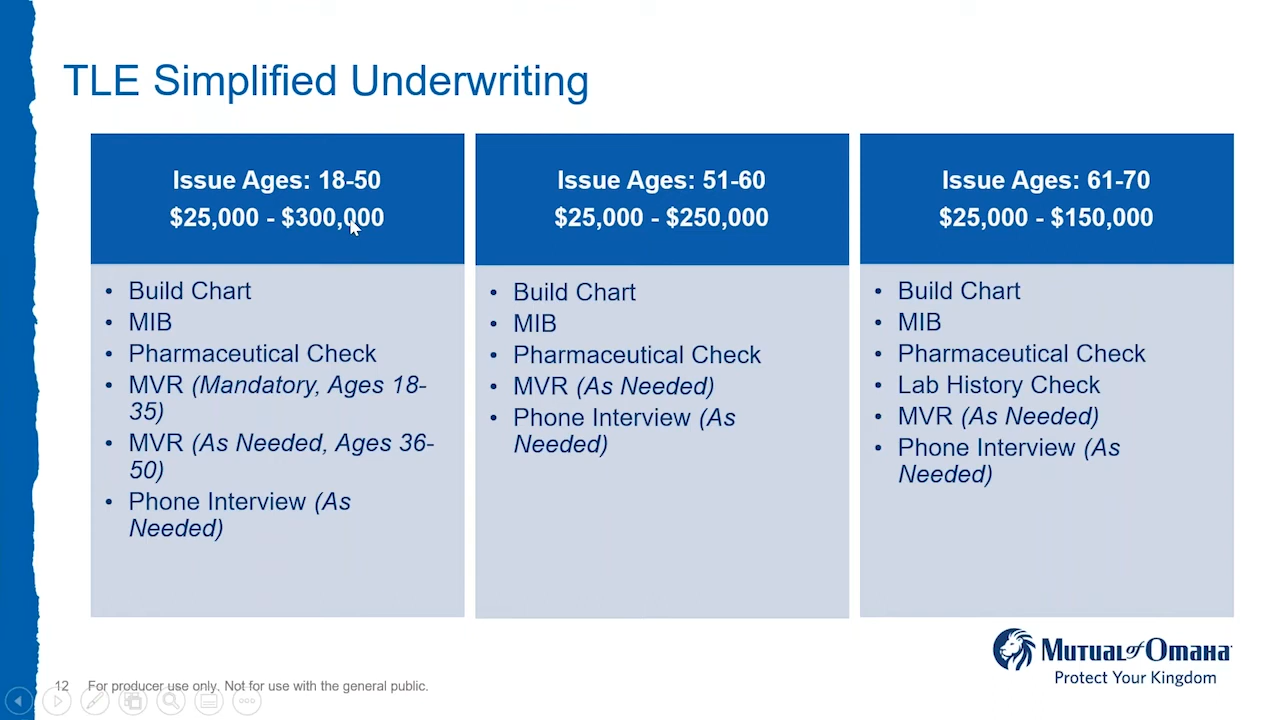 TLE Simplified Underwriting
Issue Ages: 18-50
$25,000 - $300,000
• Build Chart
• MIB
• Pharmaceutical Check
• MVR (Mandatory, Ages 18-
35)
• MVR (As Needed, Ages 36-
50)
• Phone Interview (As
Needed)
Issue Ages: 51-60
$25,000 - $250,000
• Build Chart
• MIB
• Pharmaceutical Check
• MVR (As Needed)
• Phone Interview (As
Needed)
Issue Ages: 61-70
$25,000 - $150,000
• Build Chart
• MIB
• Pharmaceutical Check
• Lab History Check
• MVR (As Needed)
• Phone Interview (As
Needed)
Mutual of Omaha
Protect Your Kingdom
12 For producer use only. Not for use with the general public.